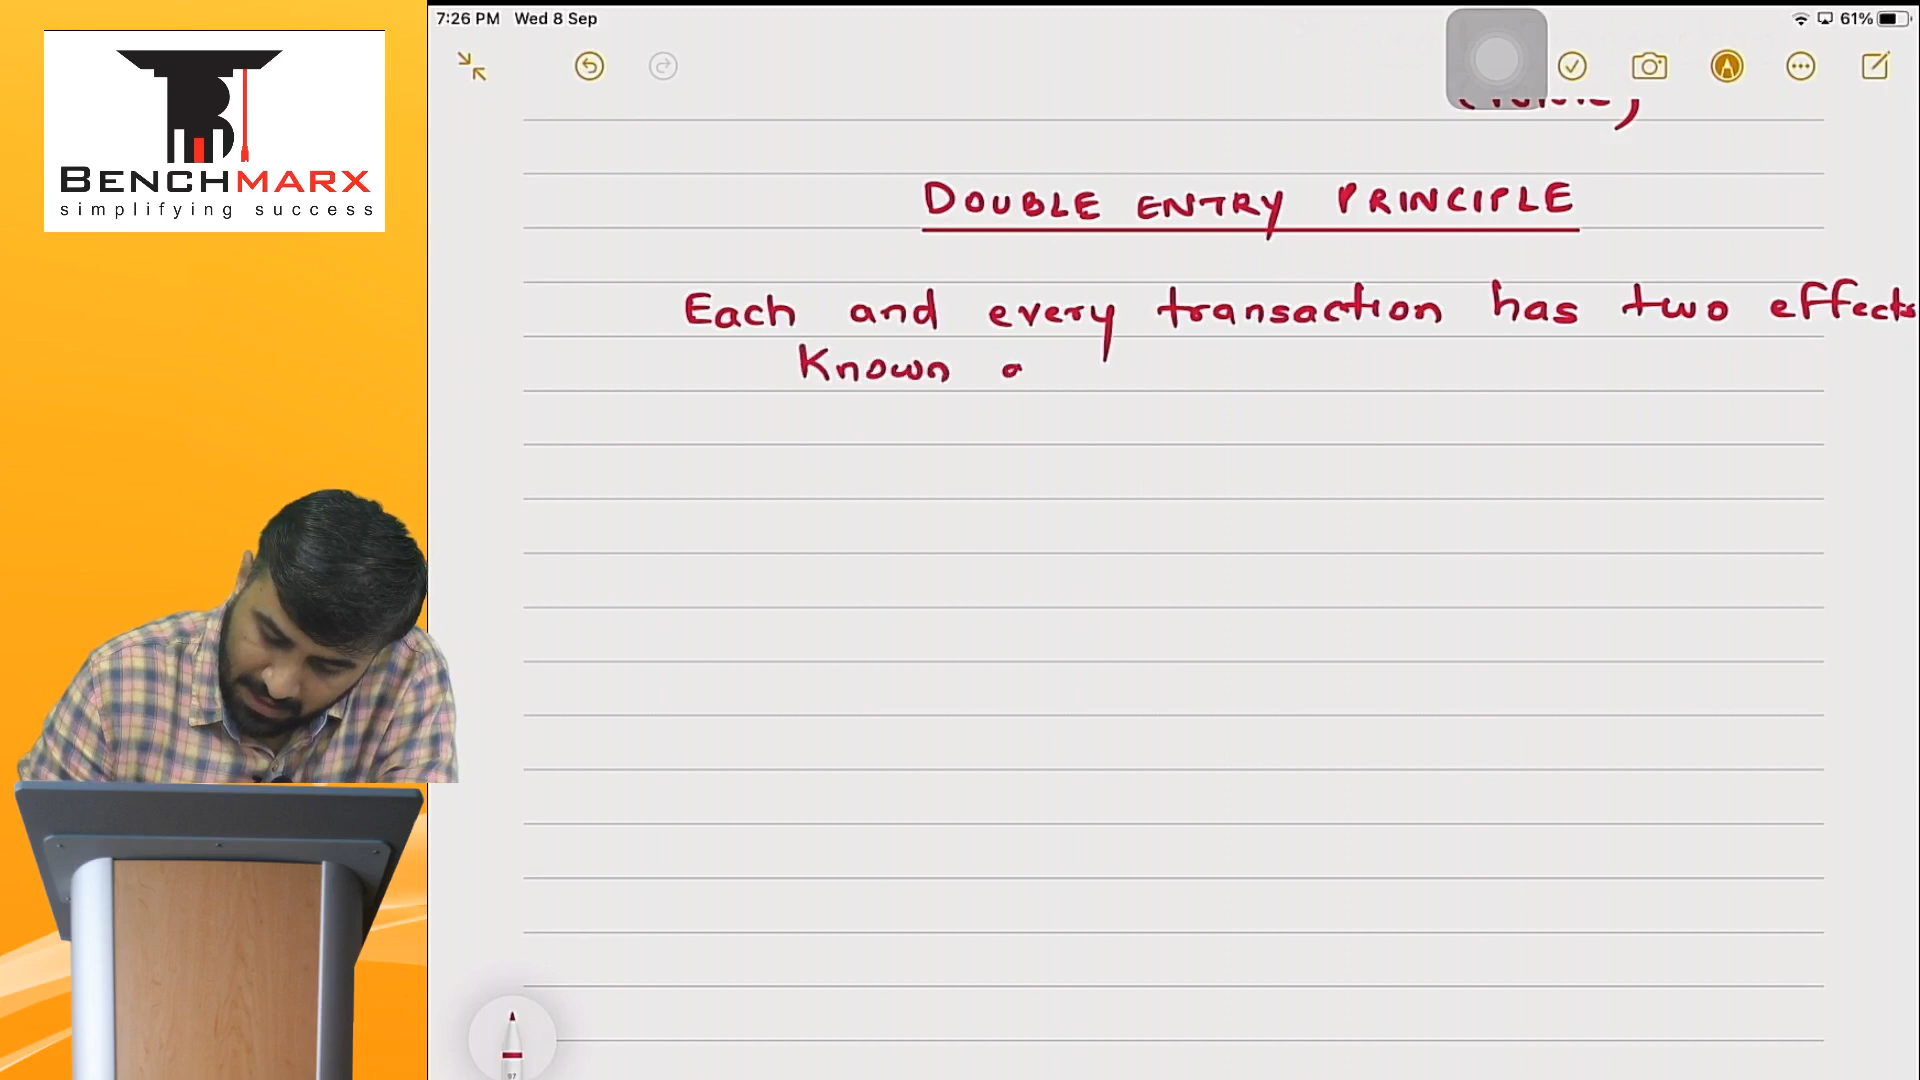 7:26 PM Wed 8 Sep
61%
BENCHMARX
simplifying success
DOUBLE ENTRY PRINCIPLE
Each and every transaction has two effects
Known a
97